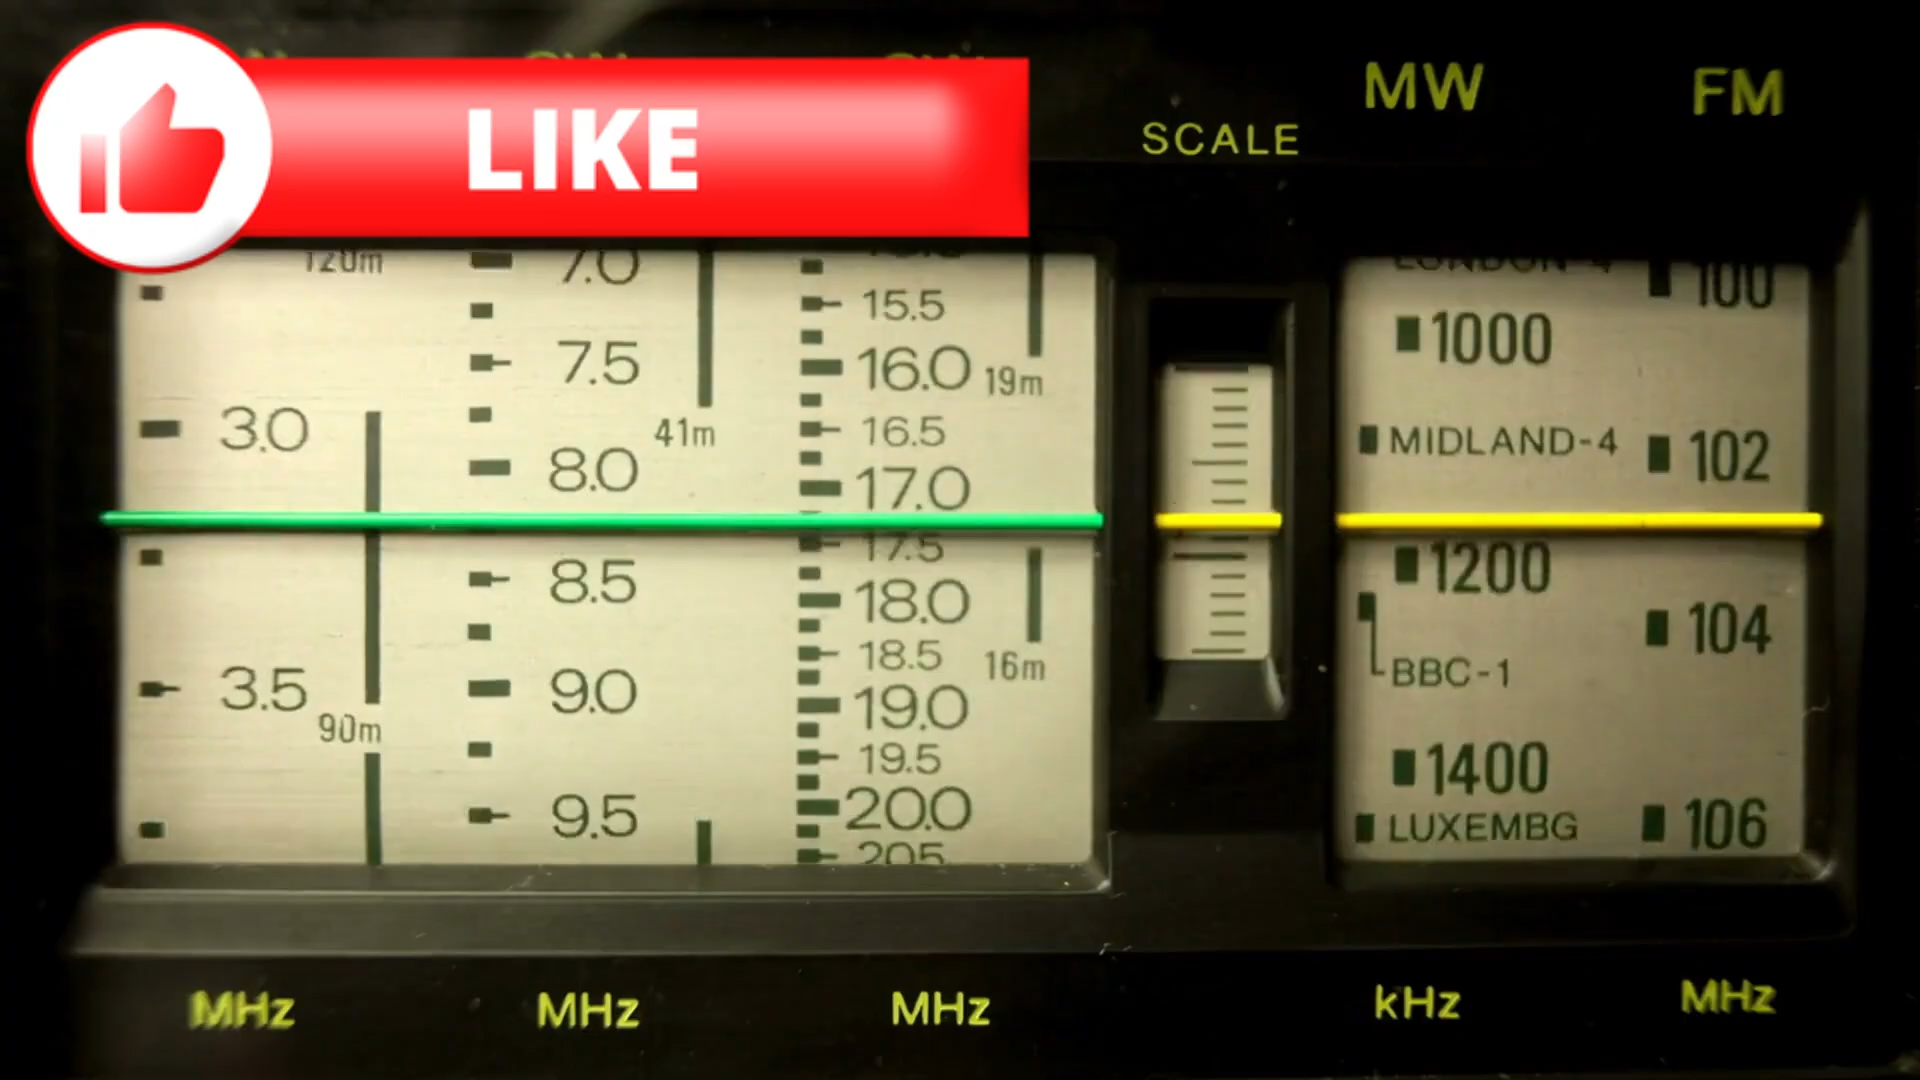 LIKE
MW
FM
SCALE
120m
7.0
15.5
16.0
19m
7.5
3.0
41m
16.5
8.0
17.0
17.5
8.5
18.0
18.5
16m
3.5
9.0
19.0
90m
19.5
9.5
20.0
20.5
LONDON-4
100
1000
MIDLAND-4
102
1200
104
BBC-1
1400
LUXEMBG
106
MHz
MHz
MHz
kHz
MHz